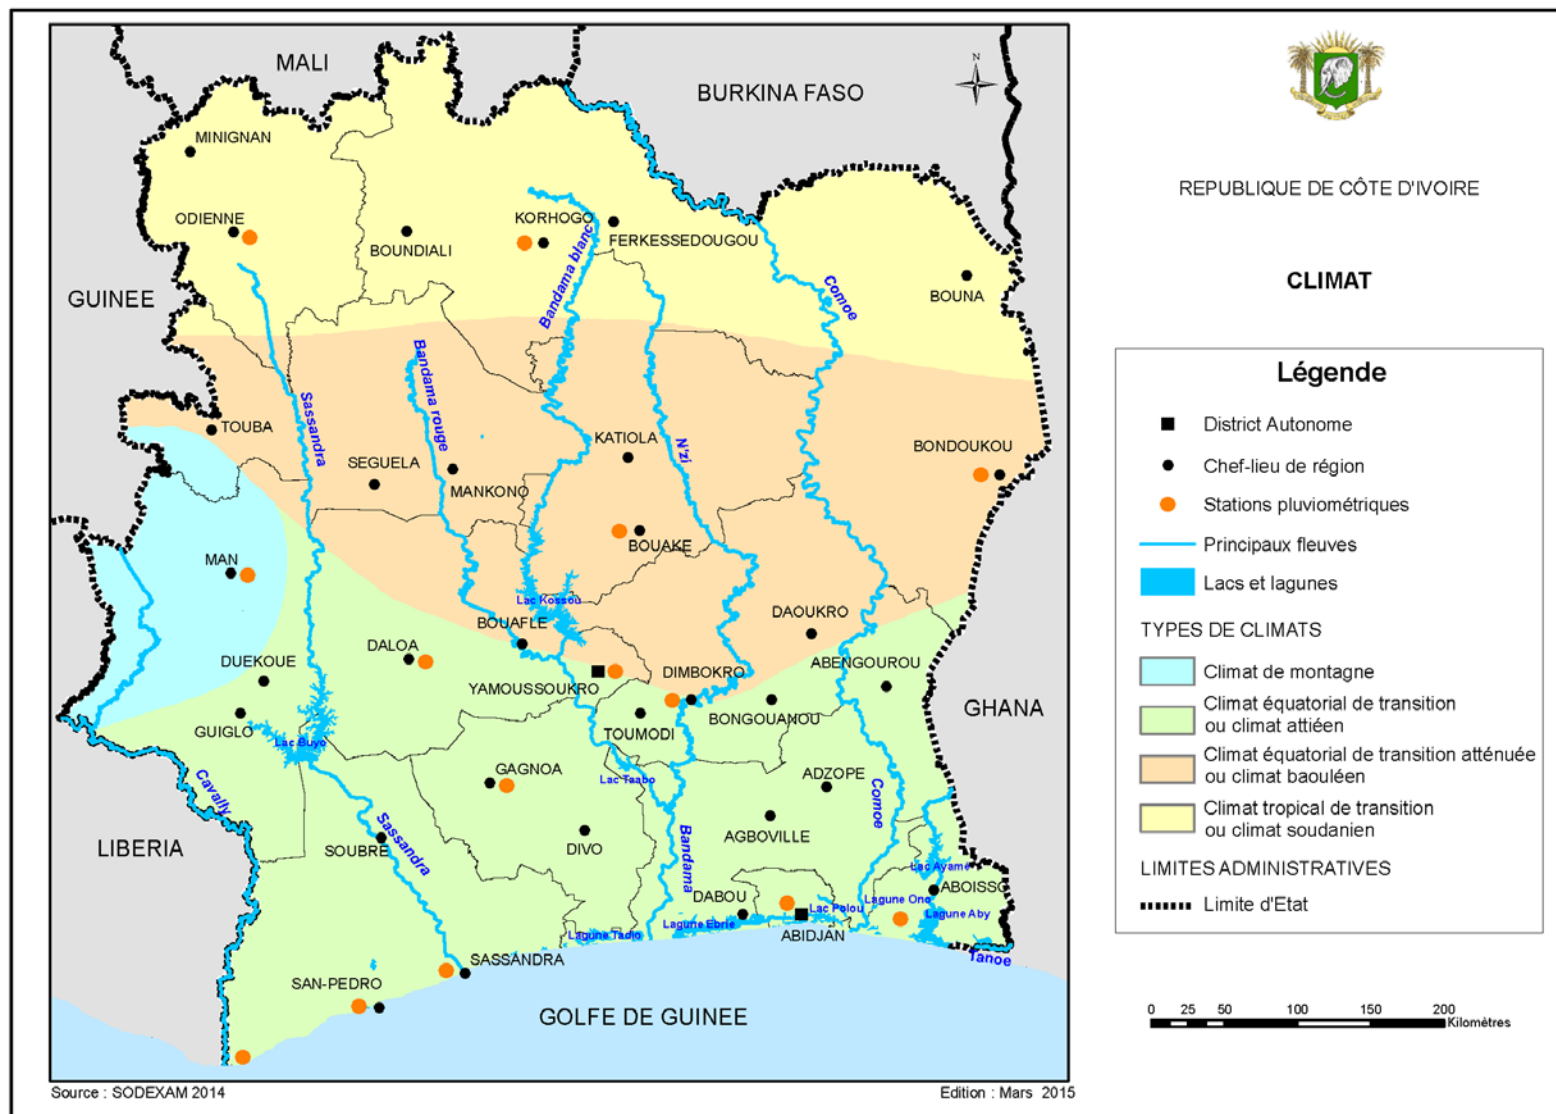 MALI
BURKINA FASO
N
MINIGNAN
ODIENNE
BOUNDIALI
KORHOGO
FERKESSEDOUGOU
BOUNA
GUINEE
Bandama blanc
Comoe
Bandama rouge
Sassandra
TOUBA
SEGUELA
MANKONO
KATIOLA
N'zi
BONDOUKOU
BOUAKE
MAN
Lac Kossou
BOUAFLE
DAOUKRO
DALOA
DUEKOUE
YAMOUSSOUKRO
DIMBOKRO
ABENGOUROU
GUIGLO
TOUMODI
BONGOUANOU
GHANA
Lac Buyo
GAGNOA
Lac Taabo
ADZOPE
Cavally
Comoe
LIBERIA
SOUBRE
Sassandra
DIVO
Bandama
AGBOVILLE
Lac Ayamé
DABOU
ABOISSO
Lagune Ono
Lac Potou
Lagune Aby
Lagune Ebrie
Lagune Tadio
ABIDJAN
Tanoe
SASSANDRA
SAN-PEDRO
GOLFE DE GUINEE
Source : SODEXAM 2014
Edition : Mars 2015
REPUBLIQUE DE CÔTE D'IVOIRE
CLIMAT
Légende
District Autonome
Chef-lieu de région
Stations pluviométriques
Principaux fleuves
Lacs et lagunes
TYPES DE CLIMATS
Climat de montagne
Climat équatorial de transition
ou climat attiéen
Climat équatorial de transition atténuée
ou climat baouléen
Climat tropical de transition
ou climat soudanien
LIMITES ADMINISTRATIVES
Limite d'Etat
0 25 50 100 150 200
Kilomètres